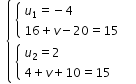 u₁ = − 4
16 + v − 20 = 15
u₂ = 2
4 + v + 10 = 15